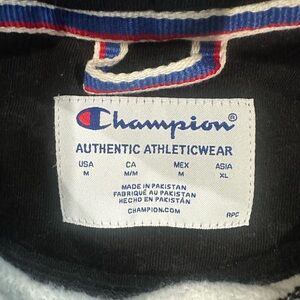 Champion®
AUTHENTIC ATHLETICWEAR
USA CA MEX ASIA
M M/M M XL
MADE IN PAKISTAN
FABRIQUÉ AU PAKISTAN
HECHO EN PAKISTÁN
CHAMPION.COM
RPC